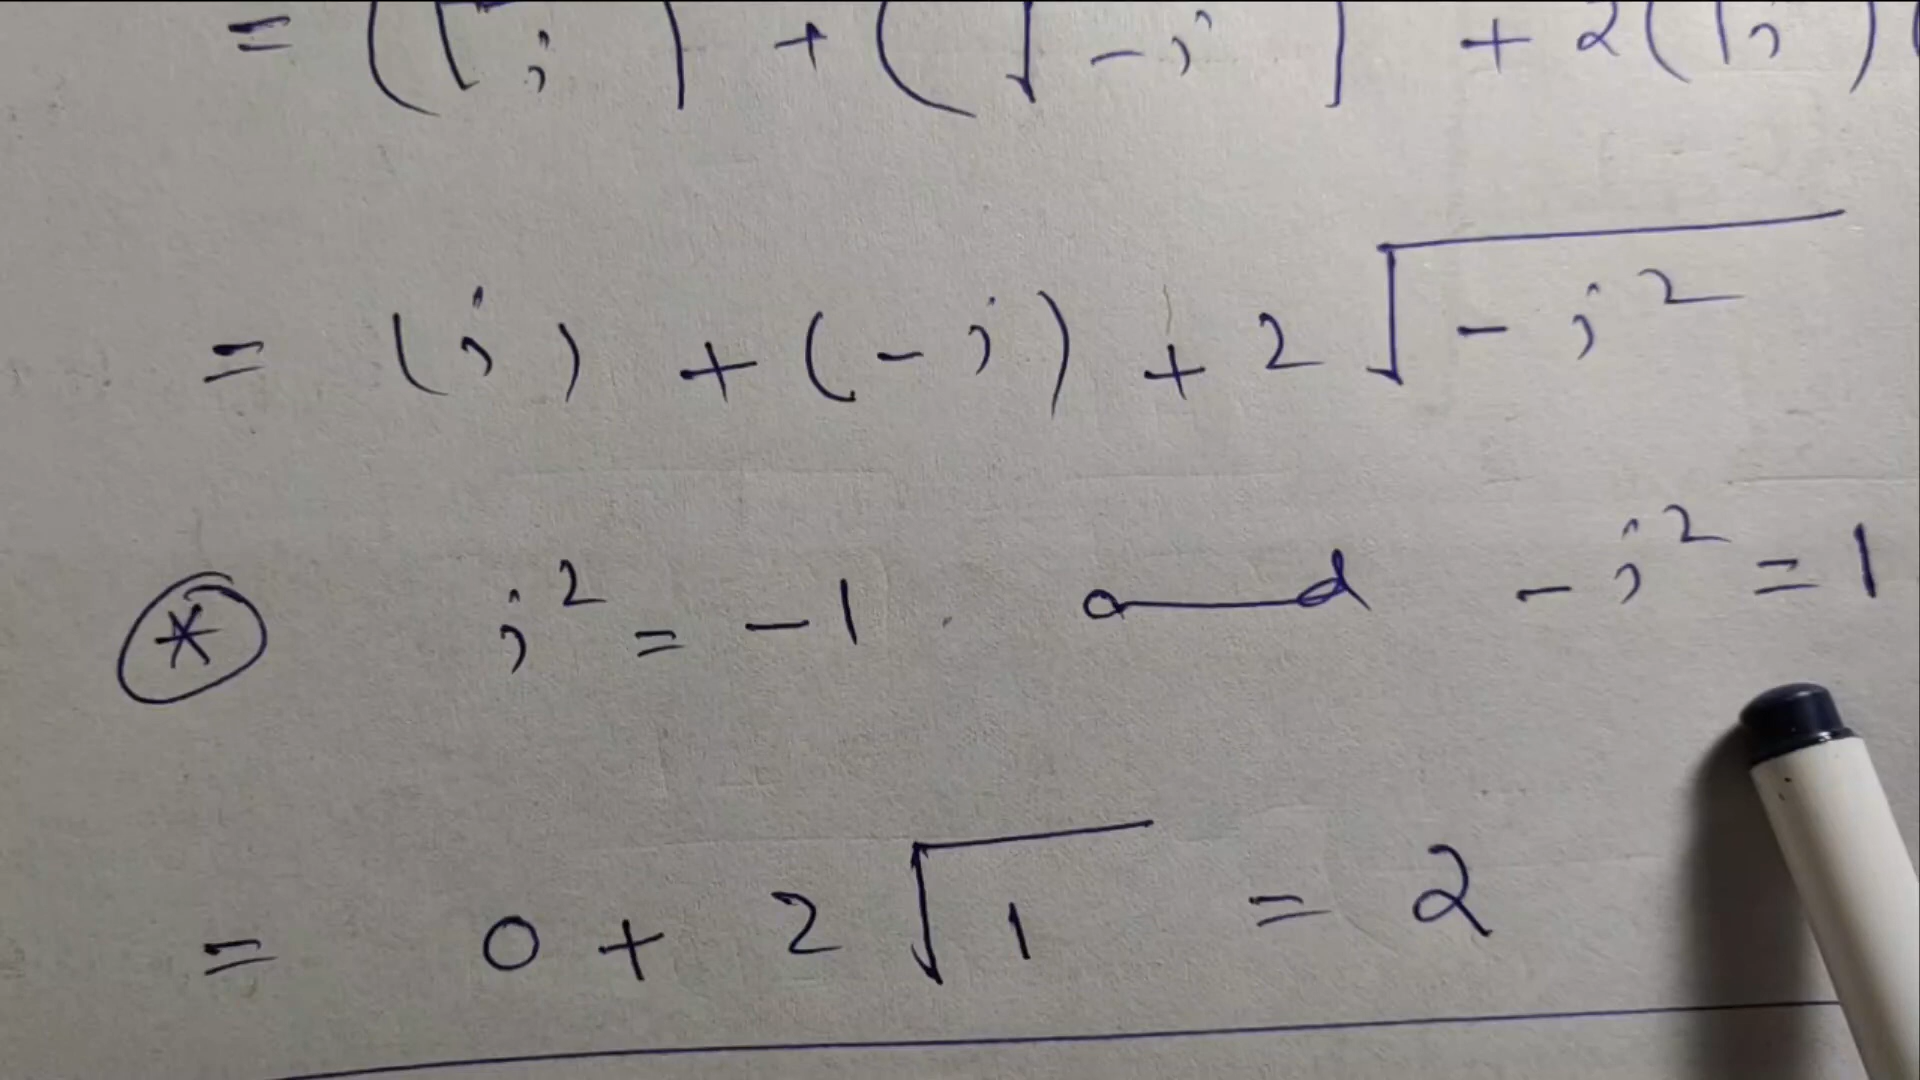 = (√i) + (√-i) + 2(√i)(
= (i) + (-i) + 2√-i²
* i² = -1. and -i² = 1
= 0 + 2√1 = 2